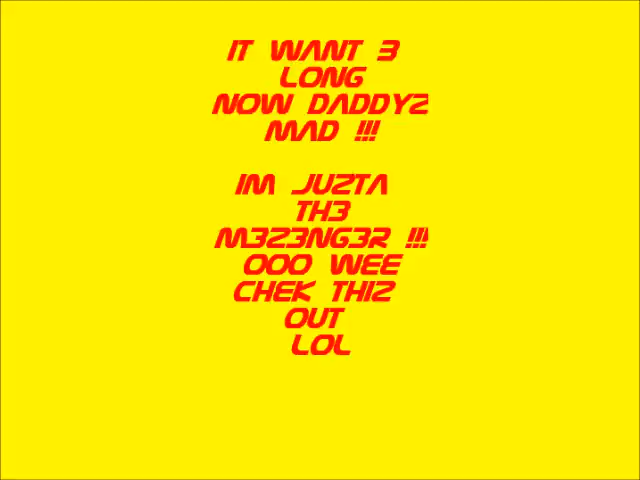 IT WANT 3
LONG
NOW DADDYZ
MAD !!!
IM JUZTA
TH3
M3Z3NG3R !!!
OOO WEE
CHEK THIZ
OUT
LOL